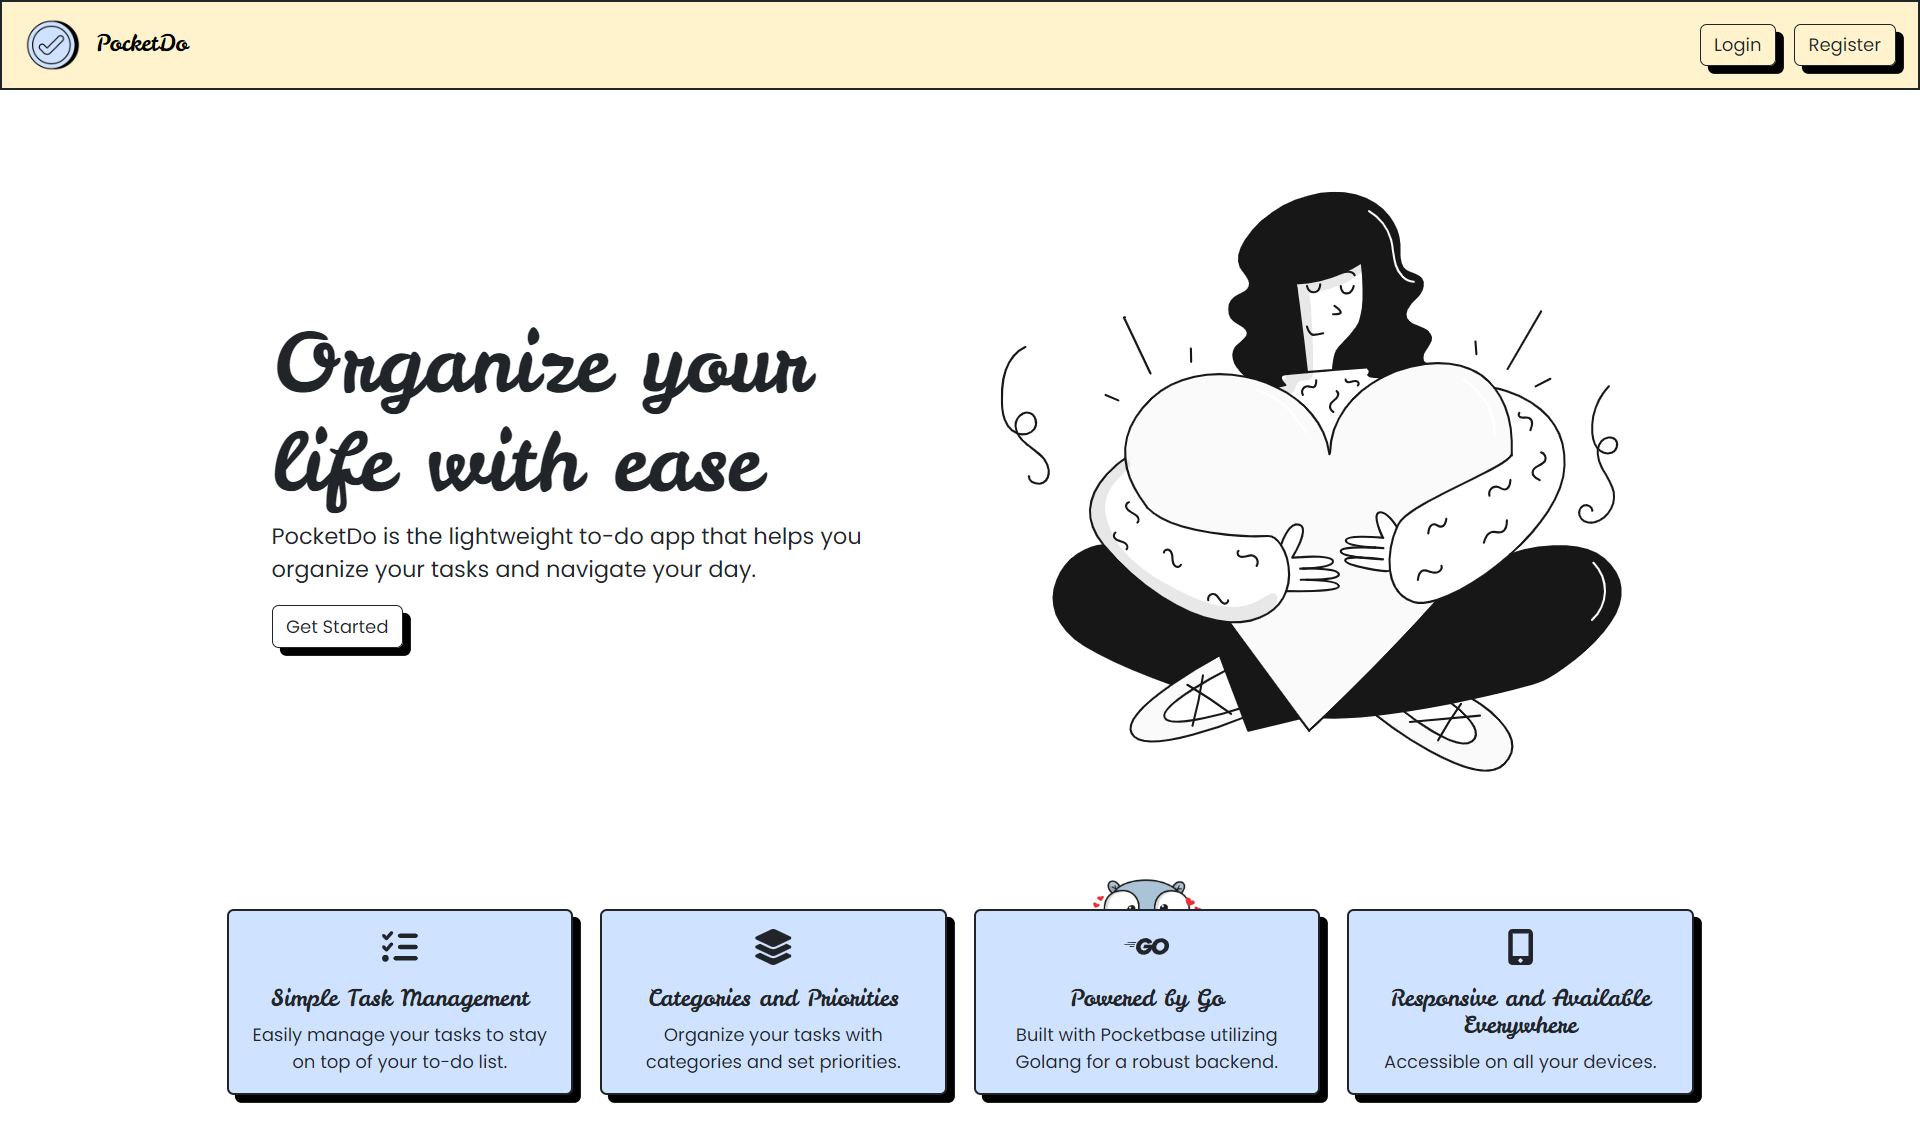 PocketDo
Login
Register
Organize your
life with ease
PocketDo is the lightweight to-do app that helps you
organize your tasks and navigate your day.
Get Started
Simple Task Management
Easily manage your tasks to stay
on top of your to-do list.
Categories and Priorities
Organize your tasks with
categories and set priorities.
GO
Powered by Go
Built with Pocketbase utilizing
Golang for a robust backend.
Responsive and Available
Everywhere
Accessible on all your devices.